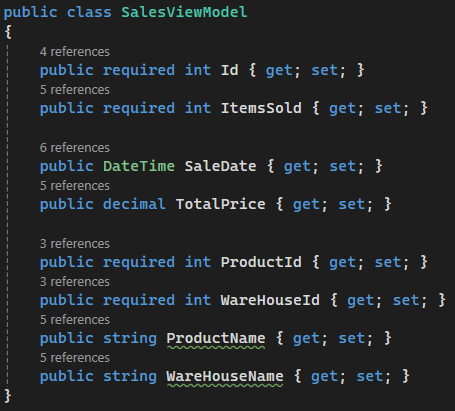 public class SalesViewModel
{
4 references
public required int Id { get; set; }
5 references
public required int ItemsSold { get; set; }
6 references
public DateTime SaleDate { get; set; }
5 references
public decimal TotalPrice { get; set; }
3 references
public required int ProductId { get; set; }
3 references
public required int WareHouseId { get; set; }
5 references
public string ProductName { get; set; }
5 references
public string WareHouseName { get; set; }
}